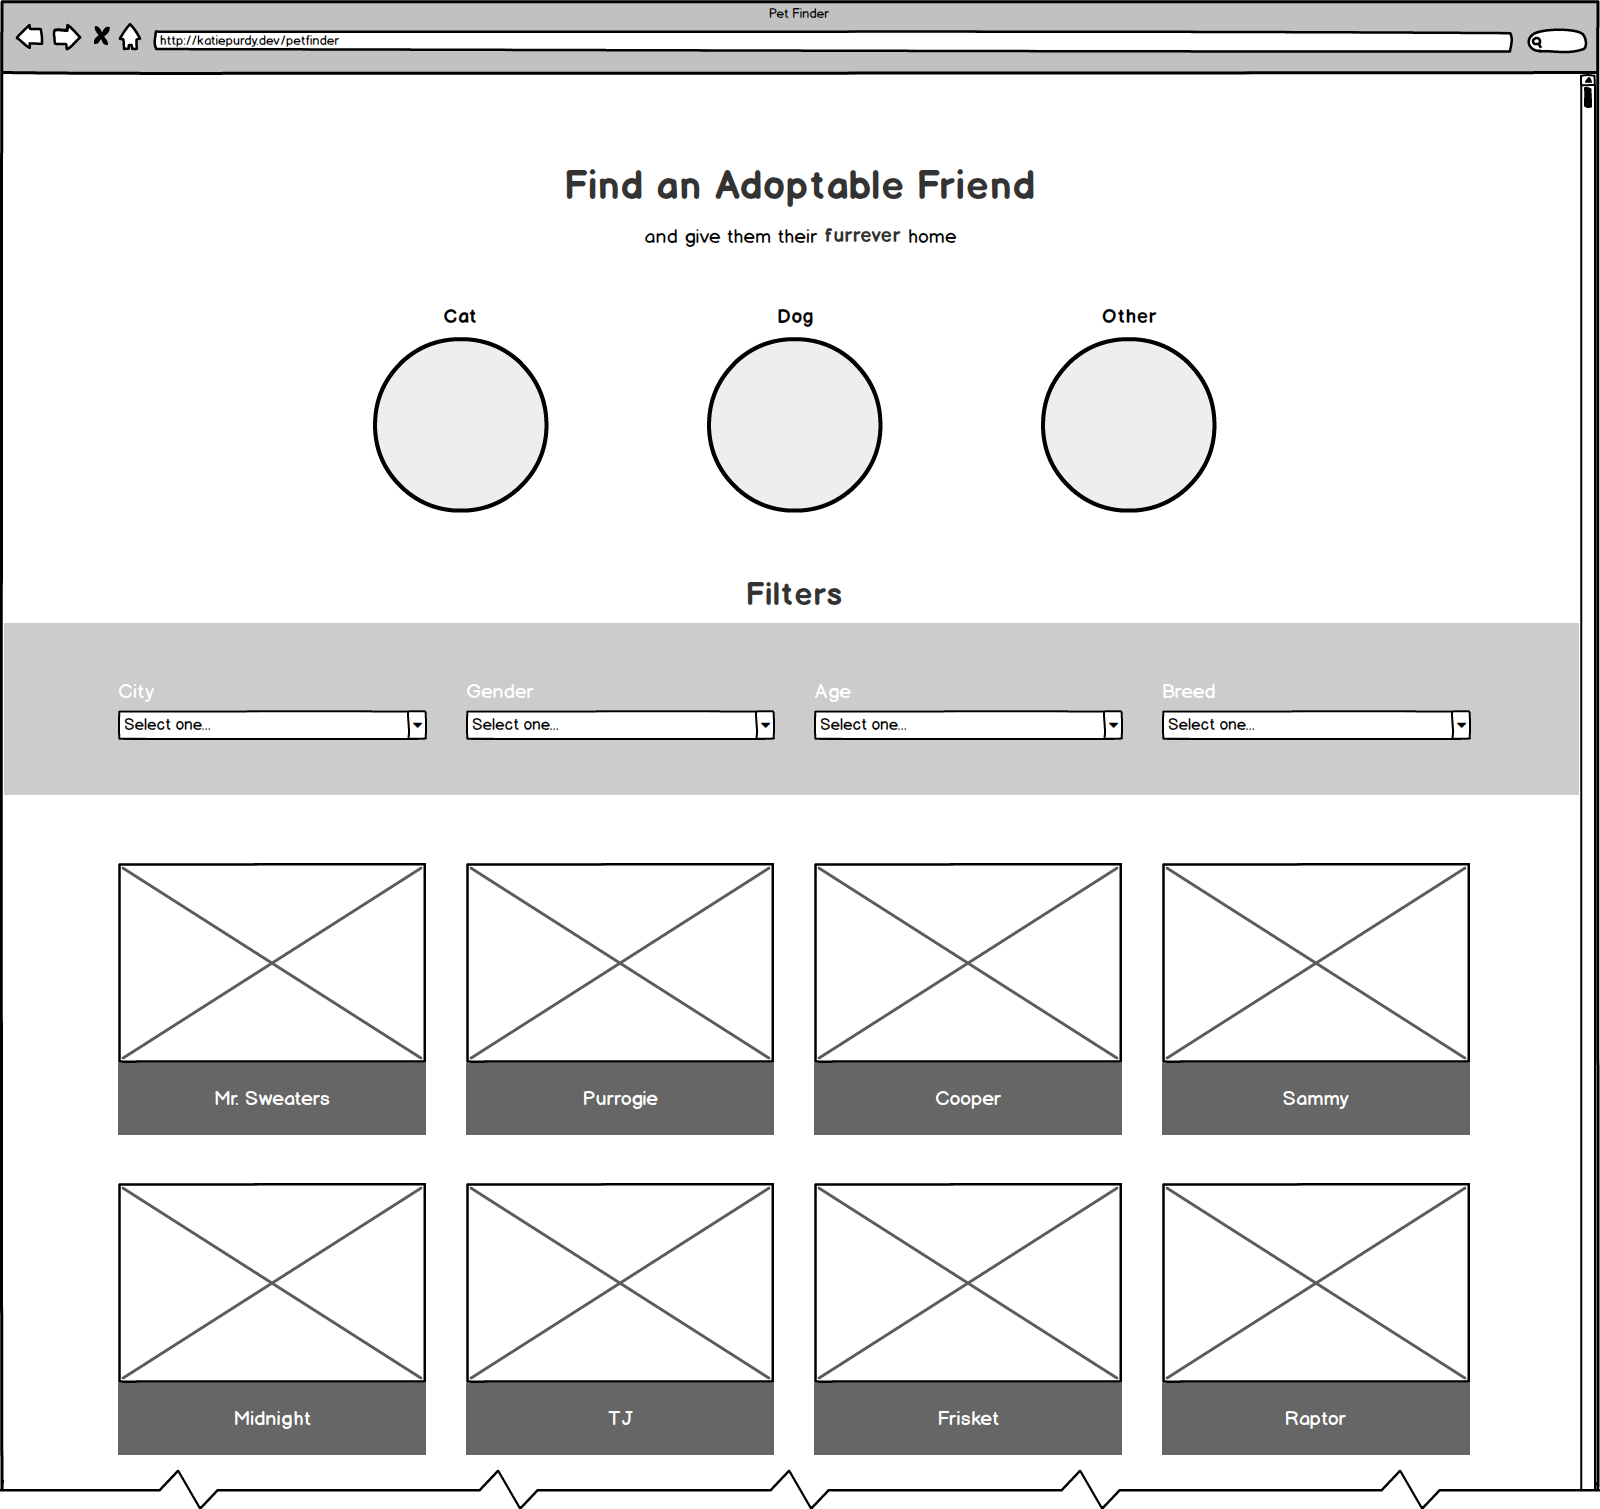 Pet Finder
http://katiepurdy.dev/petfinder
Find an Adoptable Friend
and give them their furrever home
Cat Dog Other
Filters
City Gender Age Breed
Select one... Select one... Select one... Select one...
Mr. Sweaters Purrogie Cooper Sammy
Midnight TJ Frisket Raptor